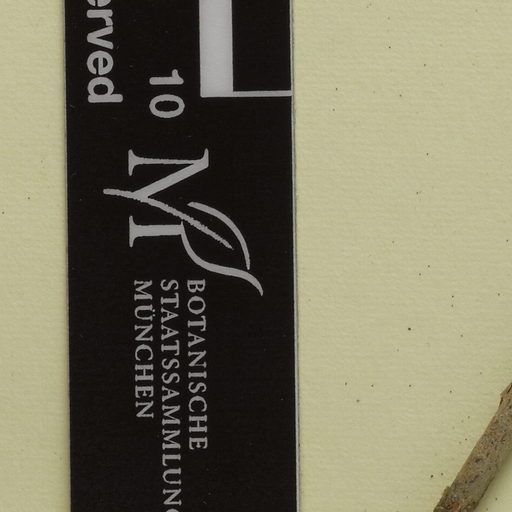 erved
10
M
BOTANISCHE
STAATSSAMMLUNG
MÜNCHEN